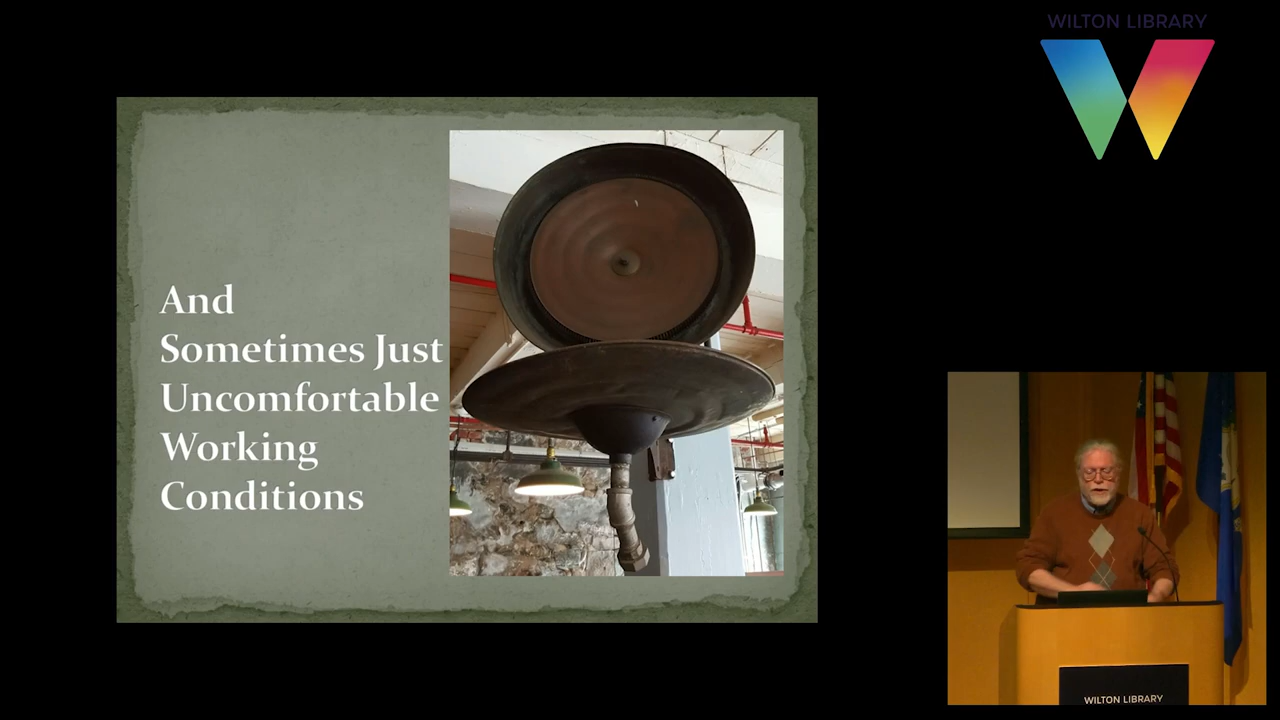 WILTON LIBRARY
And
Sometimes Just
Uncomfortable
Working
Conditions
WILTON LIBRARY